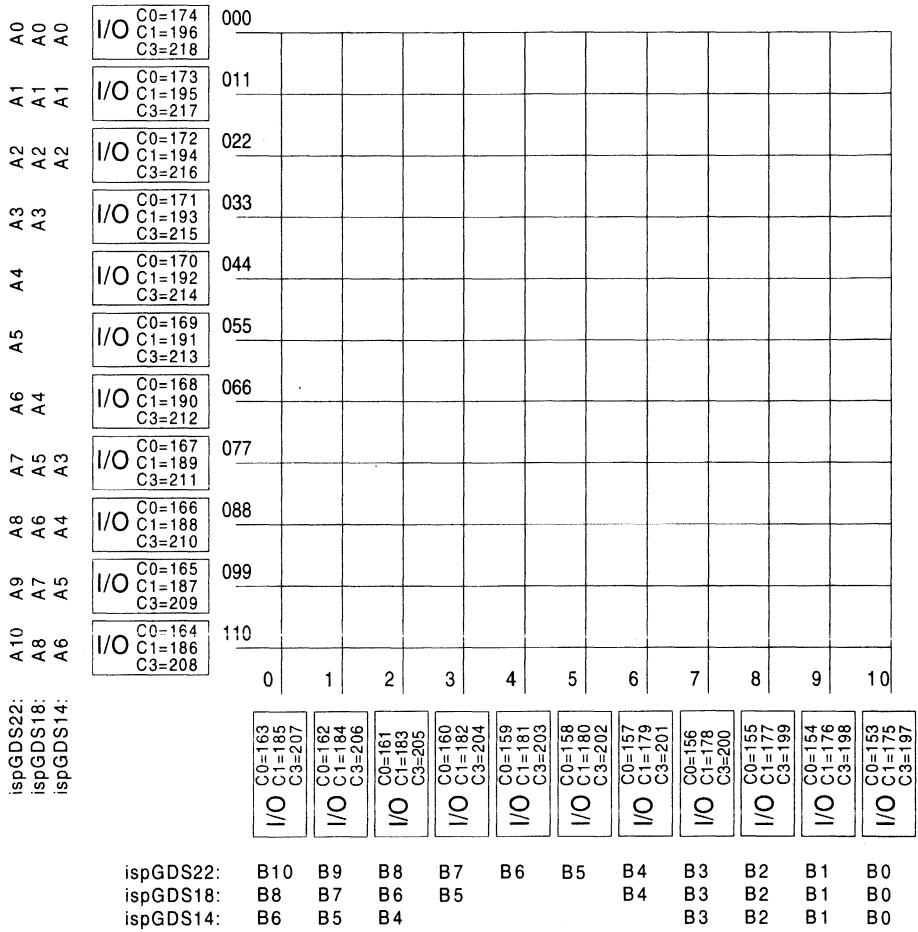 A0 A0 A0 I/O C0=174 C1=196 C3=218 000
A1 A1 A1 I/O C0=173 C1=195 C3=217 011
A2 A2 A2 I/O C0=172 C1=194 C3=216 022
A3 A3 I/O C0=171 C1=193 C3=215 033
A4 I/O C0=170 C1=192 C3=214 044
A5 I/O C0=169 C1=191 C3=213 055
A6 A4 I/O C0=168 C1=190 C3=212 066
A7 A5 A3 I/O C0=167 C1=189 C3=211 077
A8 A6 A4 I/O C0=166 C1=188 C3=210 088
A9 A7 A5 I/O C0=165 C1=187 C3=209 099
A10 A8 A6 I/O C0=164 C1=186 C3=208 110
0 1 2 3 4 5 6 7 8 9 10
ispGDS22:
ispGDS18:
ispGDS14:
I/O C0=163 C1=185 C3=207
I/O C0=162 C1=184 C3=206
I/O C0=161 C1=183 C3=205
I/O C0=160 C1=182 C3=204
I/O C0=159 C1=181 C3=203
I/O C0=158 C1=180 C3=202
I/O C0=157 C1=179 C3=201
I/O C0=156 C1=178 C3=200
I/O C0=155 C1=177 C3=199
I/O C0=154 C1=176 C3=198
I/O C0=153 C1=175 C3=197
ispGDS22: B10 B9 B8 B7 B6 B5 B4 B3 B2 B1 B0
ispGDS18: B8 B7 B6 B5 B4 B3 B2 B1 B0
ispGDS14: B6 B5 B4 B3 B2 B1 B0